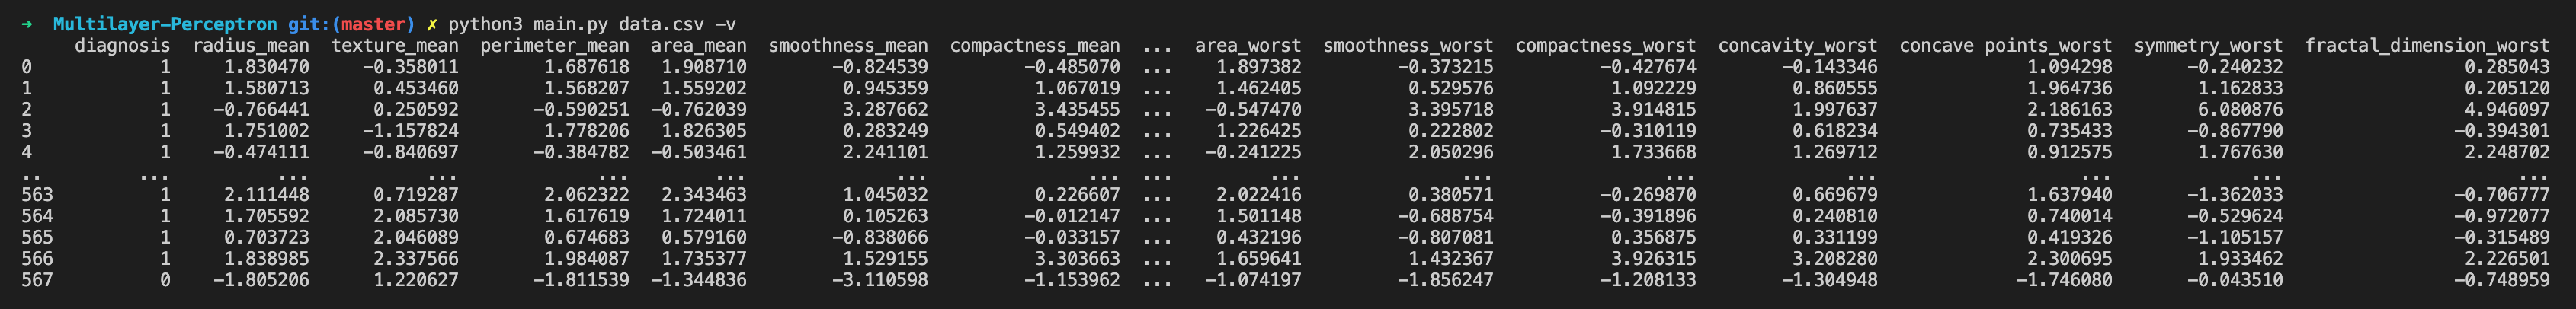 ➜  Multilayer-Perceptron git:(master) ✗ python3 main.py data.csv -v
     diagnosis  radius_mean  texture_mean  perimeter_mean  area_mean  smoothness_mean  compactness_mean  ...  area_worst  smoothness_worst  compactness_worst  concavity_worst  concave points_worst  symmetry_worst  fractal_dimension_worst
0            1     1.830470     -0.358011        1.687618   1.908710        -0.824539         -0.485070  ...    1.897382         -0.373215          -0.427674        -0.143346              1.094298       -0.240232                 0.285043
1            1     1.580713      0.453460        1.568207   1.559202         0.945359          1.067019  ...    1.462405          0.529576           1.092229         0.860555              1.964736        1.162833                 0.205120
2            1    -0.766441      0.250592       -0.590251  -0.762039         3.287662          3.435455  ...   -0.547470          3.395718           3.914815         1.997637              2.186163        6.080876                 4.946097
3            1     1.751002     -1.157824        1.778206   1.826305         0.283249          0.549402  ...    1.226425          0.222802          -0.310119         0.618234              0.735433       -0.867790                -0.394301
4            1    -0.474111     -0.840697       -0.384782  -0.503461         2.241101          1.259932  ...   -0.241225          2.050296           1.733668         1.269712              0.912575        1.767630                 2.248702
..         ...          ...           ...             ...        ...              ...               ...  ...         ...               ...                ...              ...                   ...             ...                      ...
563          1     2.111448      0.719287        2.062322   2.343463         1.045032          0.226607  ...    2.022416          0.380571          -0.269870         0.669679              1.637940       -1.362033                -0.706777
564          1     1.705592      2.085730        1.617619   1.724011         0.105263         -0.012147  ...    1.501148         -0.688754          -0.391896         0.240810              0.740014       -0.529624                -0.972077
565          1     0.703723      2.046089        0.674683   0.579160        -0.838066         -0.033157  ...    0.432196         -0.807081           0.356875         0.331199              0.419326       -1.105157                -0.315489
566          1     1.838985      2.337566        1.984087   1.735377         1.529155          3.303663  ...    1.659641          1.432367           3.926315         3.208280              2.300695        1.933462                 2.226501
567          0    -1.805206      1.220627       -1.811539  -1.344836        -3.110598         -1.153962  ...   -1.074197         -1.856247          -1.208133        -1.304948             -1.746080       -0.043510                -0.748959